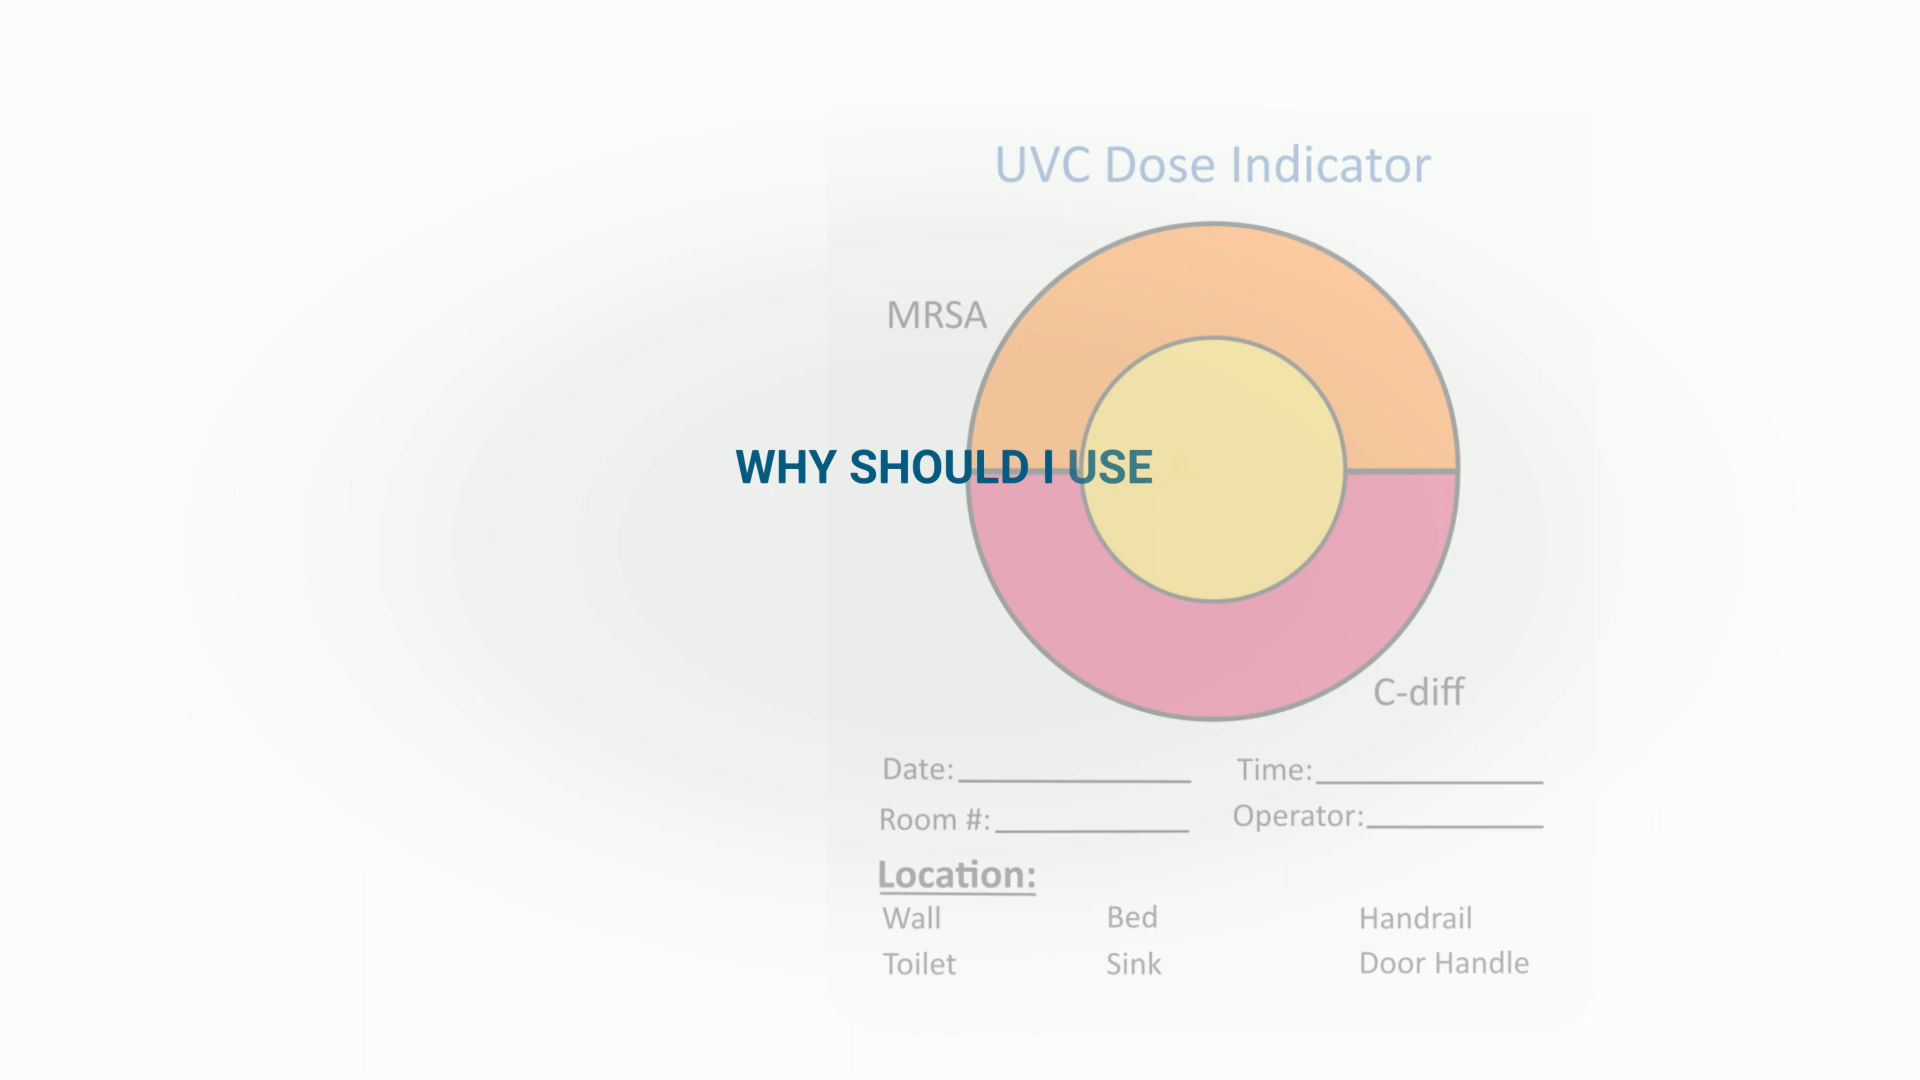 UVC Dose Indicator
MRSA
WHY SHOULD I USE
C-diff
Date: Time:
Room #: Operator:
Location:
Wall Bed Handrail
Toilet Sink Door Handle